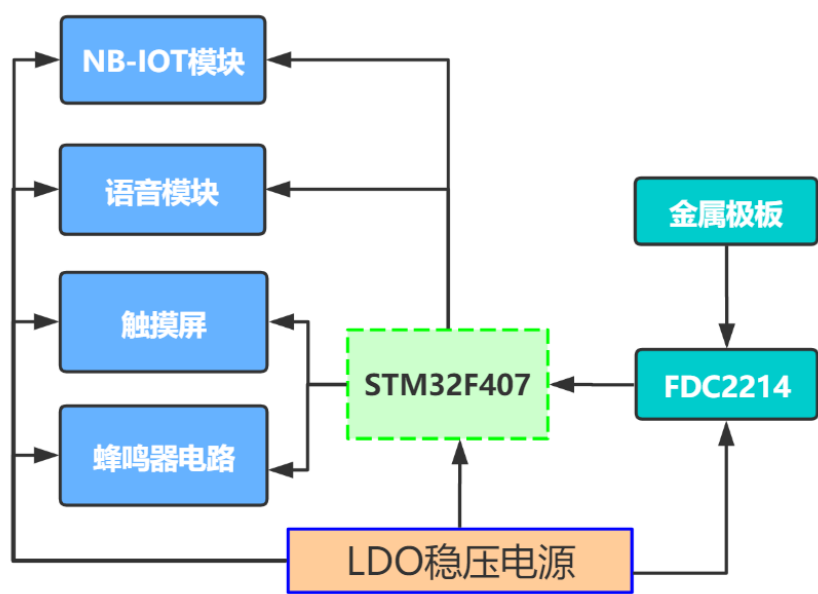 NB-IOT模块
语音模块
金属极板
触摸屏
STM32F407
FDC2214
蜂鸣器电路
LDO稳压电源